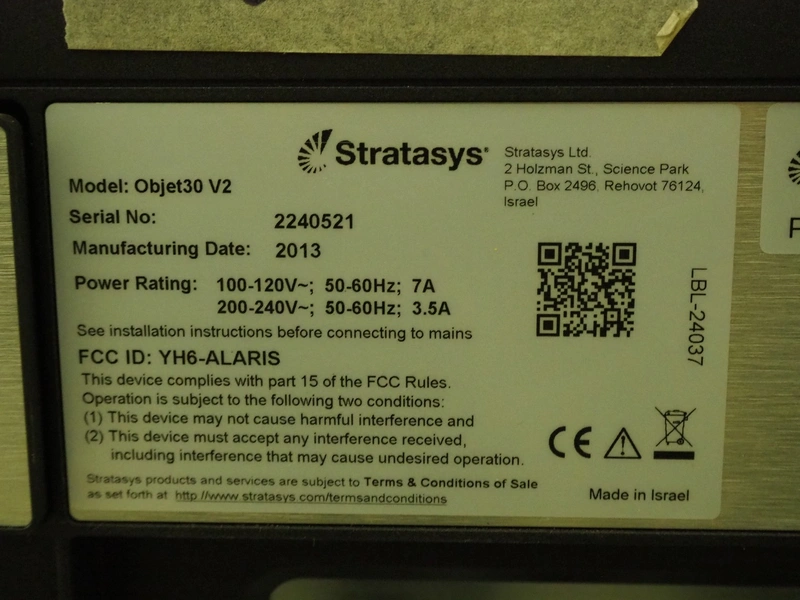 Stratasys
Stratasys Ltd.
2 Holzman St., Science Park
P.O. Box 2496, Rehovot 76124,
Israel
Model: Objet30 V2
Serial No: 2240521
Manufacturing Date: 2013
Power Rating: 100-120V~; 50-60Hz; 7A
200-240V~; 50-60Hz; 3.5A
See installation instructions before connecting to mains
FCC ID: YH6-ALARIS
This device complies with part 15 of the FCC Rules.
Operation is subject to the following two conditions:
(1) This device may not cause harmful interference and
(2) This device must accept any interference received,
including interference that may cause undesired operation.
Stratasys products and services are subject to Terms & Conditions of Sale
as set forth at http://www.stratasys.com/termsandconditions
LBL-24037
CE
Made in Israel